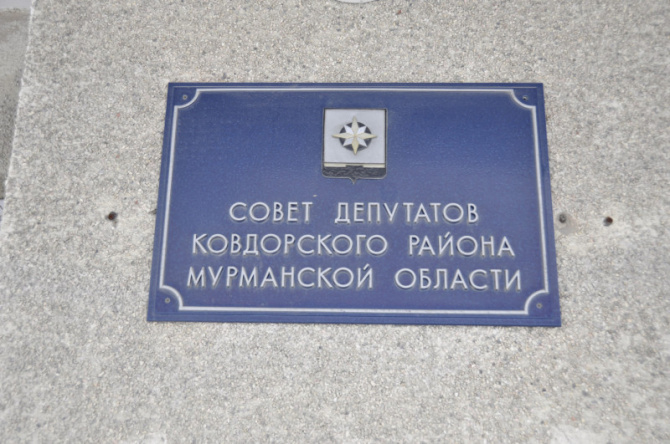 СОВЕТ ДЕПУТАТОВ
КОВДОРСКОГО РАЙОНА
МУРМАНСКОЙ ОБЛАСТИ